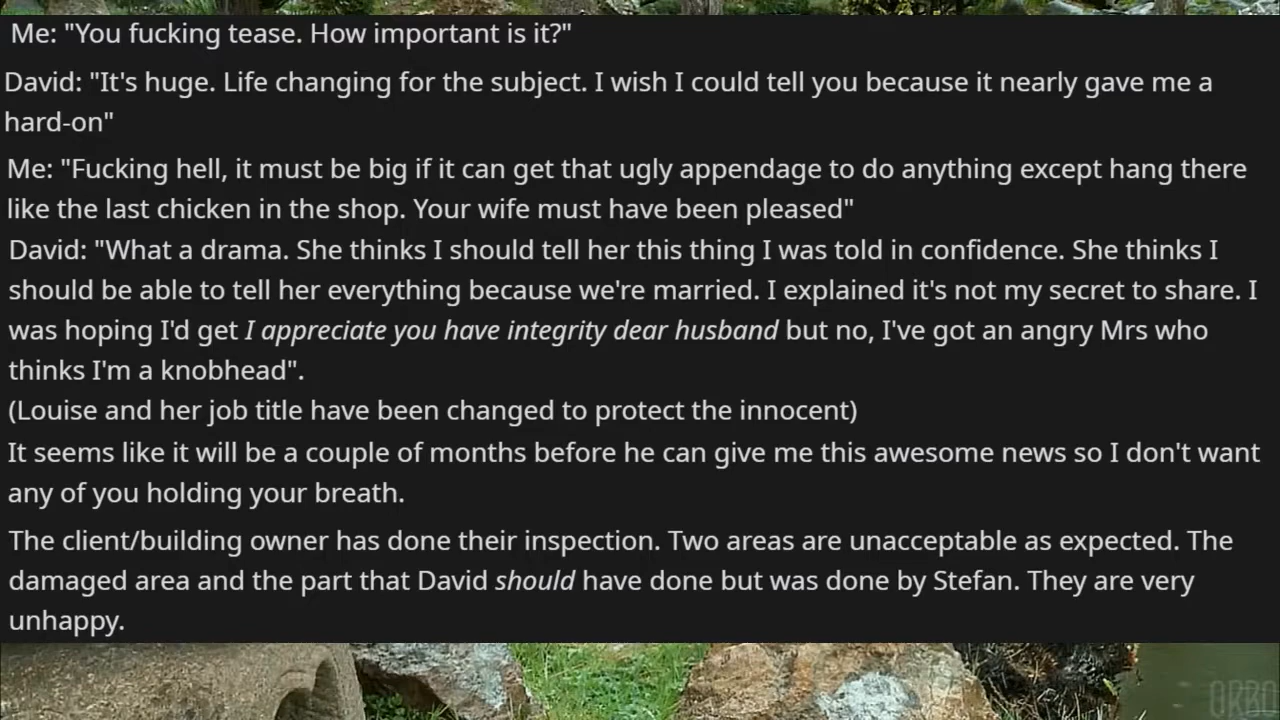 Me: "You fucking tease. How important is it?"
David: "It's huge. Life changing for the subject. I wish I could tell you because it nearly gave me a
hard-on"
Me: "Fucking hell, it must be big if it can get that ugly appendage to do anything except hang there
like the last chicken in the shop. Your wife must have been pleased"
David: "What a drama. She thinks I should tell her this thing I was told in confidence. She thinks I
should be able to tell her everything because we're married. I explained it's not my secret to share. I
was hoping I'd get I appreciate you have integrity dear husband but no, I've got an angry Mrs who
thinks I'm a knobhead".
(Louise and her job title have been changed to protect the innocent)
It seems like it will be a couple of months before he can give me this awesome news so I don't want
any of you holding your breath.
The client/building owner has done their inspection. Two areas are unacceptable as expected. The
damaged area and the part that David should have done but was done by Stefan. They are very
unhappy.